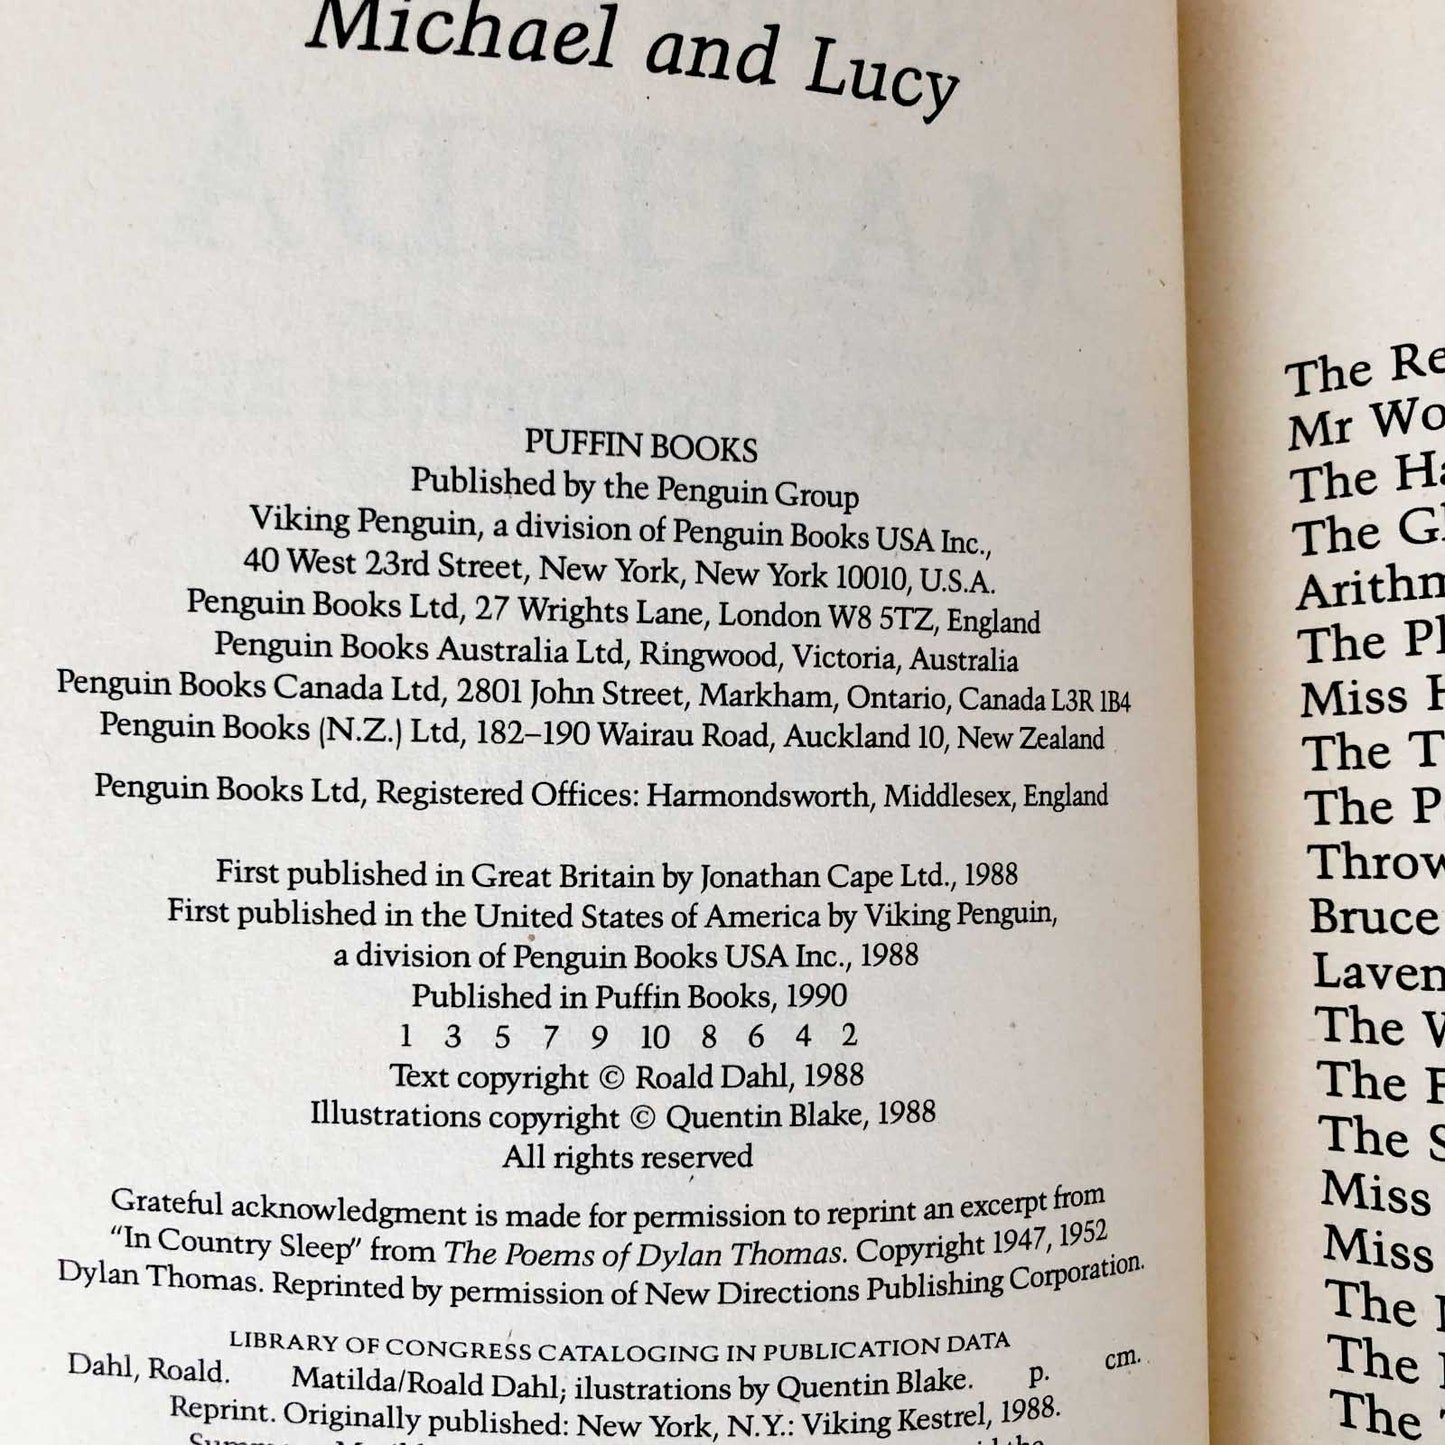 Michael and Lucy
PUFFIN BOOKS
Published by the Penguin Group
Viking Penguin, a division of Penguin Books USA Inc.,
40 West 23rd Street, New York, New York 10010, U.S.A.
Penguin Books Ltd, 27 Wrights Lane, London W8 5TZ, England
Penguin Books Australia Ltd, Ringwood, Victoria, Australia
Penguin Books Canada Ltd, 2801 John Street, Markham, Ontario, Canada L3R 1B4
Penguin Books (N.Z.) Ltd, 182–190 Wairau Road, Auckland 10, New Zealand
Penguin Books Ltd, Registered Offices: Harmondsworth, Middlesex, England
First published in Great Britain by Jonathan Cape Ltd., 1988
First published in the United States of America by Viking Penguin,
a division of Penguin Books USA Inc., 1988
Published in Puffin Books, 1990
1 3 5 7 9 10 8 6 4 2
Text copyright © Roald Dahl, 1988
Illustrations copyright © Quentin Blake, 1988
All rights reserved
Grateful acknowledgment is made for permission to reprint an excerpt from
"In Country Sleep" from The Poems of Dylan Thomas. Copyright 1947, 1952
Dylan Thomas. Reprinted by permission of New Directions Publishing Corporation.
LIBRARY OF CONGRESS CATALOGING IN PUBLICATION DATA
Dahl, Roald. Matilda/Roald Dahl; ilustrations by Quentin Blake. p. cm.
Reprint. Originally published: New York, N.Y.: Viking Kestrel, 1988.
The
Mr
The
The
The
Miss
The
The
Bruce
The
The
The
Miss
Miss
The
The
The